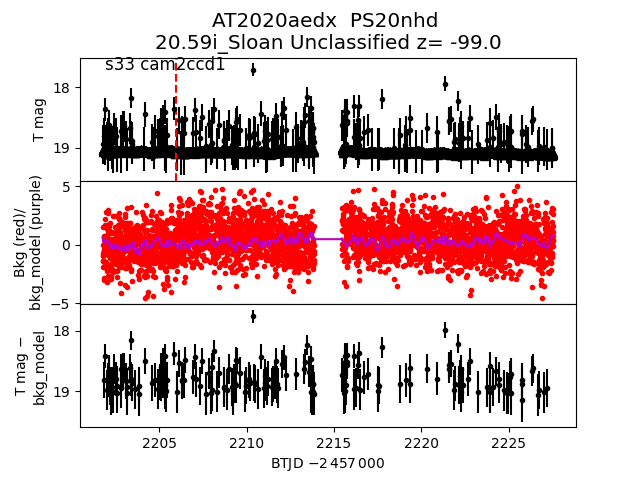 AT2020aedx  PS20nhd
20.59i_Sloan Unclassified z= -99.0
s33 cam2ccd1
18
19
T mag
5
0
−5
Bkg (red)/
bkg_model (purple)
18
19
T mag −
bkg_model
2205
2210
2215
2220
2225
BTJD −2 457 000